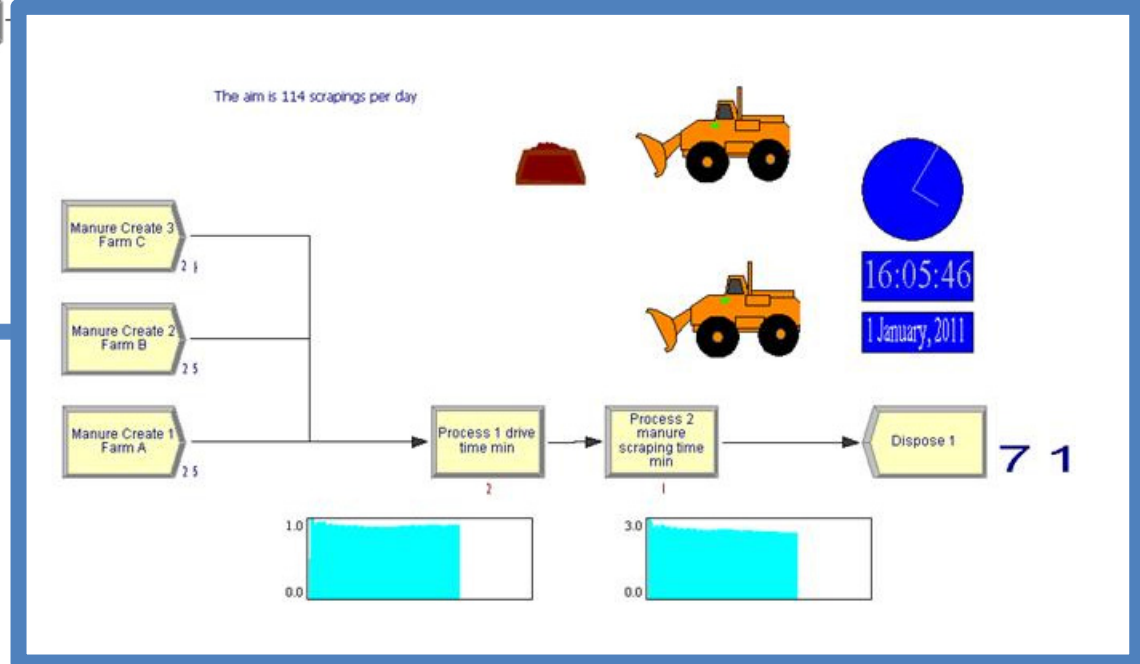 The aim is 114 scrapings per day
Manure Create 3
Farm C
2
16:05:46
1 January, 2011
Manure Create 2
Farm B
2 5
Manure Create 1
Farm A
2 5
Process 1 drive
time min
2
Process 2
manure
scraping time
min
1
Dispose 1
7 1
1.0
0.0
3.0
0.0